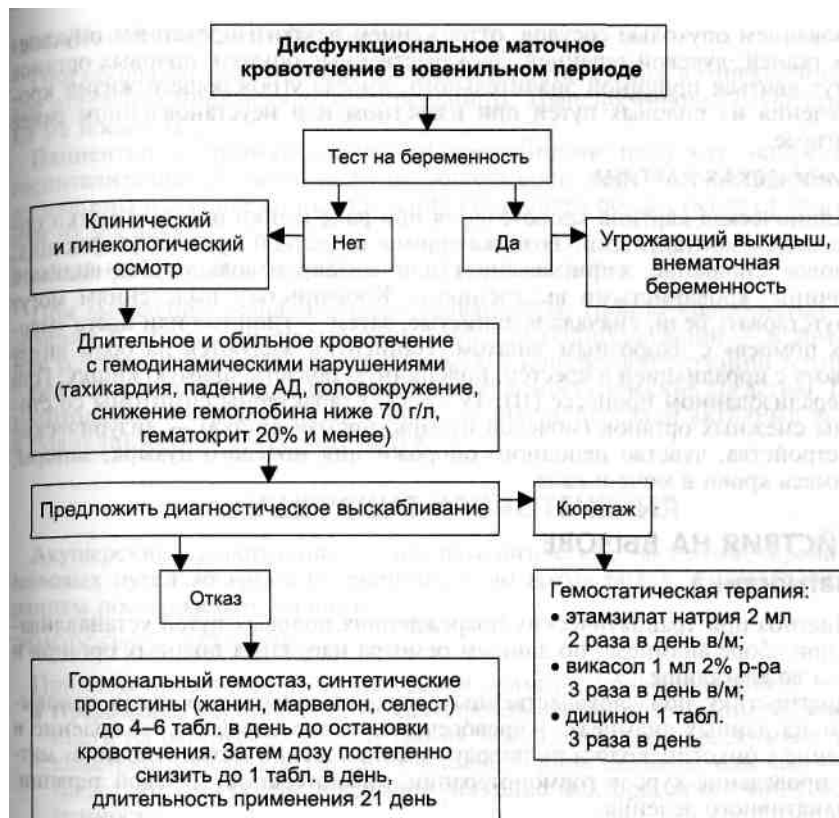 Дисфункциональное маточное
кровотечение в ювенильном периоде
Тест на беременность
Клинический
и гинекологический
осмотр
Нет
Да
Угрожающий выкидыш,
внематочная
беременность
Длительное и обильное кровотечение
с гемодинамическими нарушениями
(тахикардия, падение АД, головокружение,
снижение гемоглобина ниже 70 г/л,
гематокрит 20% и менее)
Предложить диагностическое выскабливание
Кюретаж
Отказ
Гемостатическая терапия:
• этамзилат натрия 2 мл
2 раза в день в/м;
• викасол 1 мл 2% р-ра
3 раза в день в/м;
• дицинон 1 табл.
3 раза в день
Гормональный гемостаз, синтетические
прогестины (жанин, марвелон, селест)
до 4–6 табл. в день до остановки
кровотечения. Затем дозу постепенно
снизить до 1 табл. в день,
длительность применения 21 день